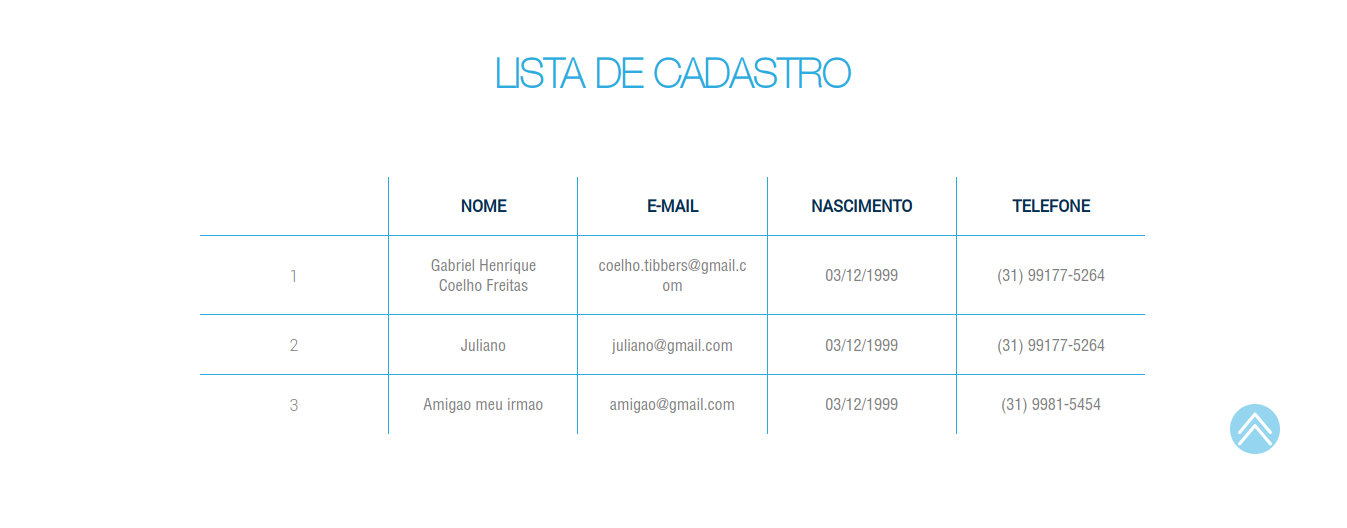 LISTA DE CADASTRO
NOME E-MAIL NASCIMENTO TELEFONE
1 Gabriel Henrique Coelho Freitas coelho.tibbers@gmail.com 03/12/1999 (31) 99177-5264
2 Juliano juliano@gmail.com 03/12/1999 (31) 99177-5264
3 Amigao meu irmao amigao@gmail.com 03/12/1999 (31) 9981-5454